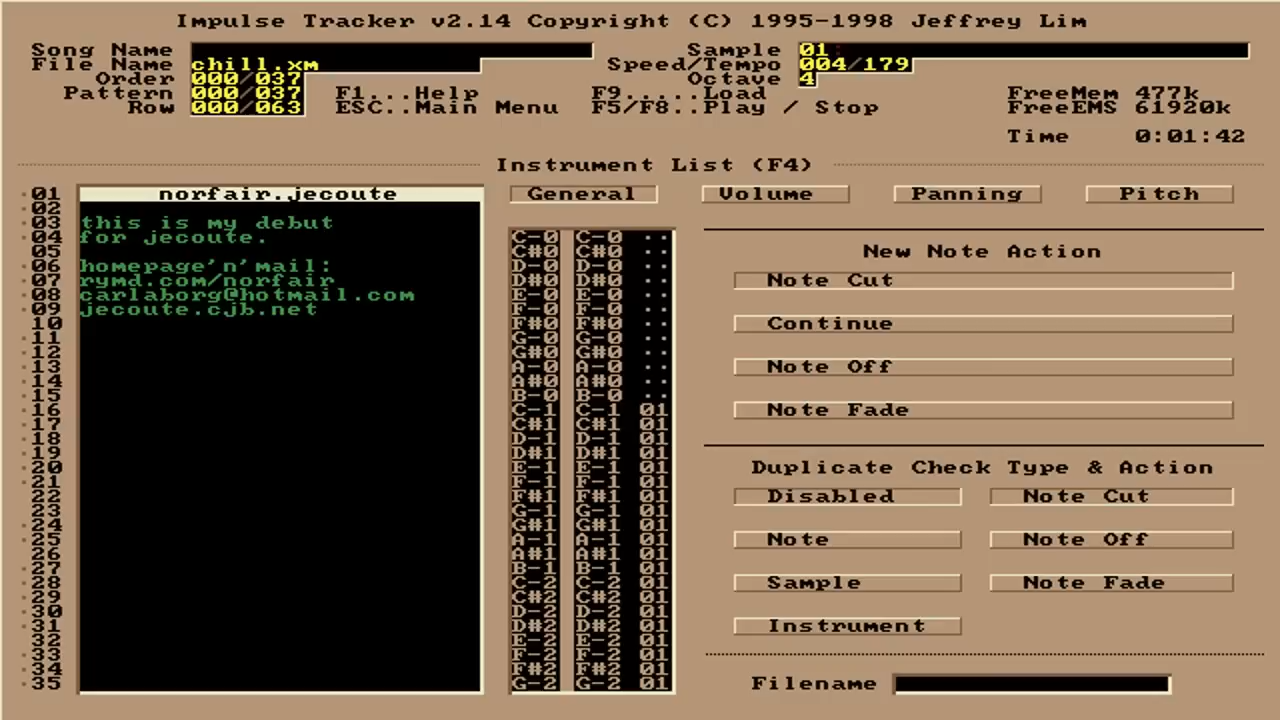 Impulse Tracker v2.14 Copyright (C) 1995-1998 Jeffrey Lim
Song Name Sample 01:
File Name chill.xm Speed/Tempo 004/179
Order 000/037 Octave 4
Pattern 000/037 F1...Help F9.....Load FreeMem 477k
Row 000/063 ESC..Main Menu F5/F8..Play / Stop FreeEMS 61920k
Time 0:01:42
Instrument List (F4)
01 norfair.jecoute General Volume Panning Pitch
02
03 this is my debut
04 for jecoute. C-0 C-0 ..
05 C#0 C#0 .. New Note Action
06 homepage'n'mail: D-0 D-0 ..
07 rymd.com/norfair D#0 D#0 .. Note Cut
08 carlaborg@hotmail.com E-0 E-0 ..
09 jecoute.cjb.net F-0 F-0 ..
10 F#0 F#0 .. Continue
11 G-0 G-0 ..
12 G#0 G#0 ..
13 A-0 A-0 .. Note Off
14 A#0 A#0 ..
15 B-0 B-0 ..
16 C-1 C-1 01 Note Fade
17 C#1 C#1 01
18 D-1 D-1 01
19 D#1 D#1 01
20 E-1 E-1 01 Duplicate Check Type & Action
21 F-1 F-1 01
22 F#1 F#1 01 Disabled Note Cut
23 G-1 G-1 01
24 G#1 G#1 01
25 A-1 A-1 01 Note Note Off
26 A#1 A#1 01
27 B-1 B-1 01
28 C-2 C-2 01 Sample Note Fade
29 C#2 C#2 01
30 D-2 D-2 01
31 D#2 D#2 01 Instrument
32 E-2 E-2 01
33 F-2 F-2 01
34 F#2 F#2 01
35 G-2 G-2 01 Filename